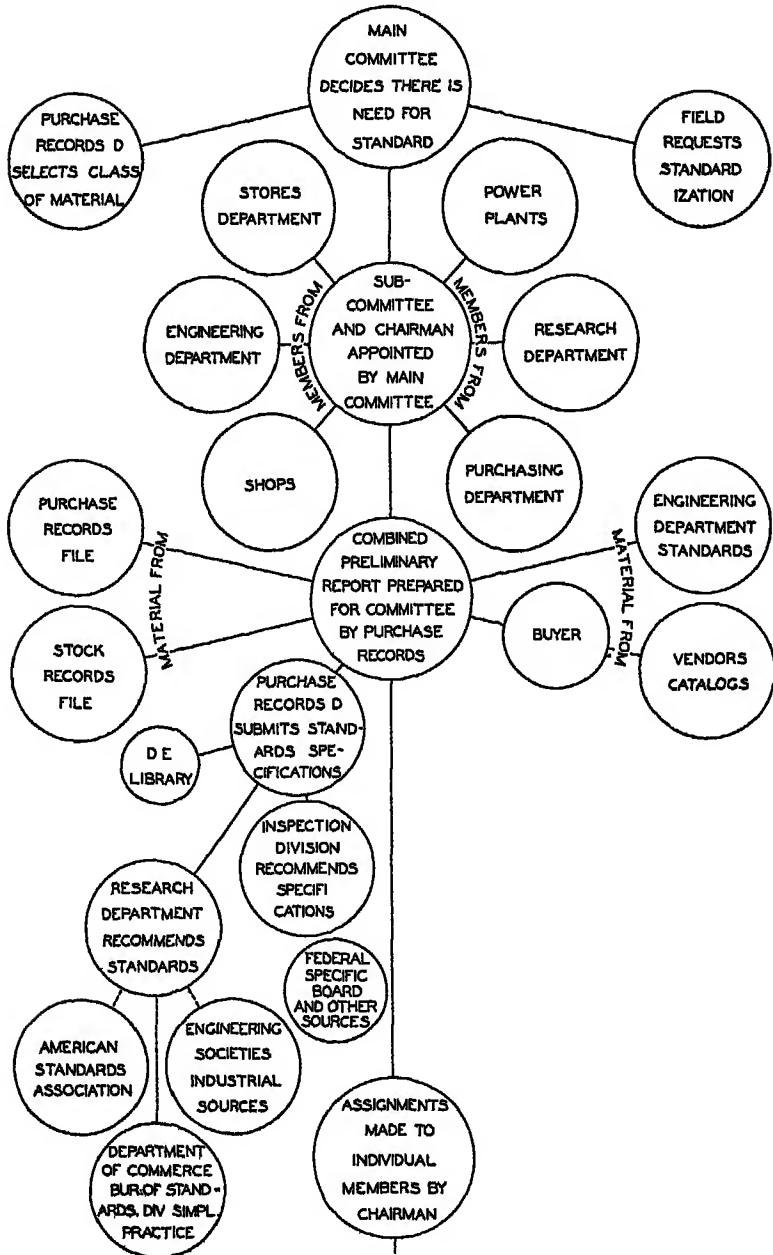 MAIN
COMMITTEE
DECIDES THERE IS
NEED FOR
STANDARD
PURCHASE
RECORDS D
SELECTS CLASS
OF MATERIAL
FIELD
REQUESTS
STANDARD
IZATION
STORES
DEPARTMENT
POWER
PLANTS
ENGINEERING
DEPARTMENT
MEMBERS FROM
SUB-
COMMITTEE
AND CHAIRMAN
APPOINTED
BY MAIN
COMMITTEE
MEMBERS FROM
RESEARCH
DEPARTMENT
SHOPS
PURCHASING
DEPARTMENT
PURCHASE
RECORDS
FILE
MATERIAL FROM
STOCK
RECORDS
FILE
COMBINED
PRELIMINARY
REPORT PREPARED
FOR COMMITTEE
BY PURCHASE
RECORDS
ENGINEERING
DEPARTMENT
STANDARDS
MATERIAL FROM
BUYER
VENDORS
CATALOGS
PURCHASE
RECORDS D
SUBMITS STAND-
ARDS SPE-
CIFICATIONS
D E
LIBRARY
INSPECTION
DIVISION
RECOMMENDS
SPECIFI
CATIONS
RESEARCH
DEPARTMENT
RECOMMENDS
STANDARDS
FEDERAL
SPECIFIC
BOARD
AND OTHER
SOURCES
AMERICAN
STANDARDS
ASSOCIATION
ENGINEERING
SOCIETIES
INDUSTRIAL
SOURCES
DEPARTMENT
OF COMMERCE
BUR. OF STAND-
ARDS. DIV SIMPL.
PRACTICE
ASSIGNMENTS
MADE TO
INDIVIDUAL
MEMBERS BY
CHAIRMAN